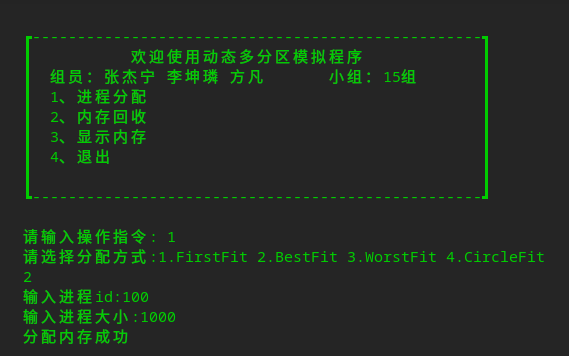 欢迎使用动态多分区模拟程序
组员: 张杰宁 李坤璘 方凡 小组: 15组
1、进程分配
2、内存回收
3、显示内存
4、退出
请输入操作指令: 1
请选择分配方式:1.FirstFit 2.BestFit 3.WorstFit 4.CircleFit
2
输入进程id:100
输入进程大小:1000
分配内存成功